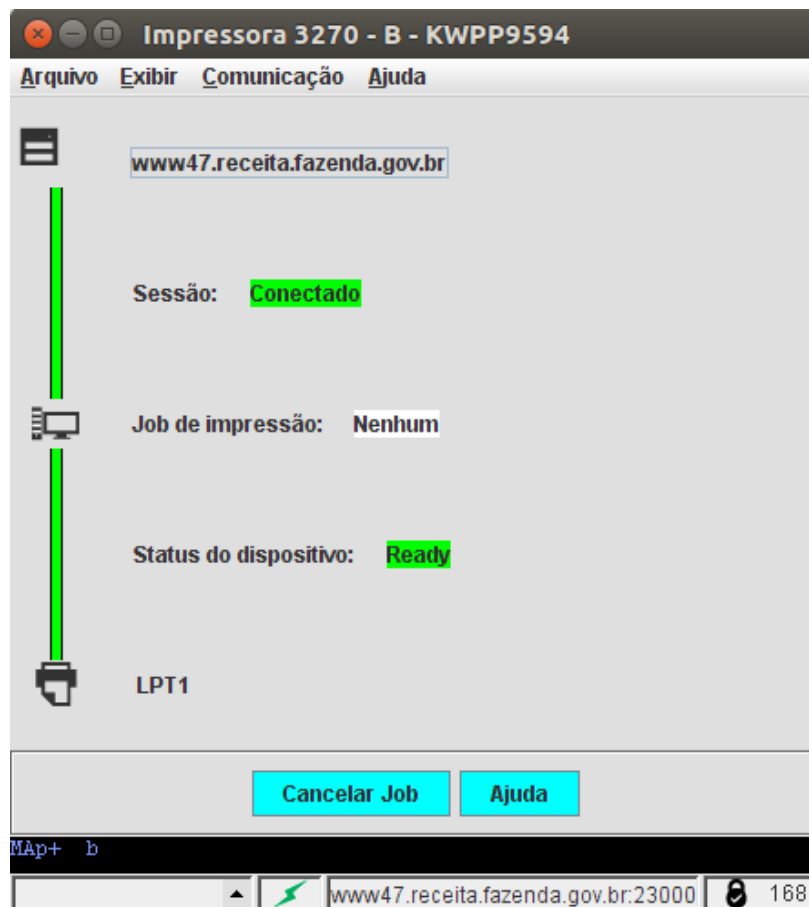 Impressora 3270 - B - KWPP9594
Arquivo Exibir Comunicação Ajuda
www47.receita.fazenda.gov.br
Sessão: Conectado
Job de impressão: Nenhum
Status do dispositivo: Ready
LPT1
Cancelar Job Ajuda
MAp+ b
www47.receita.fazenda.gov.br:23000 168